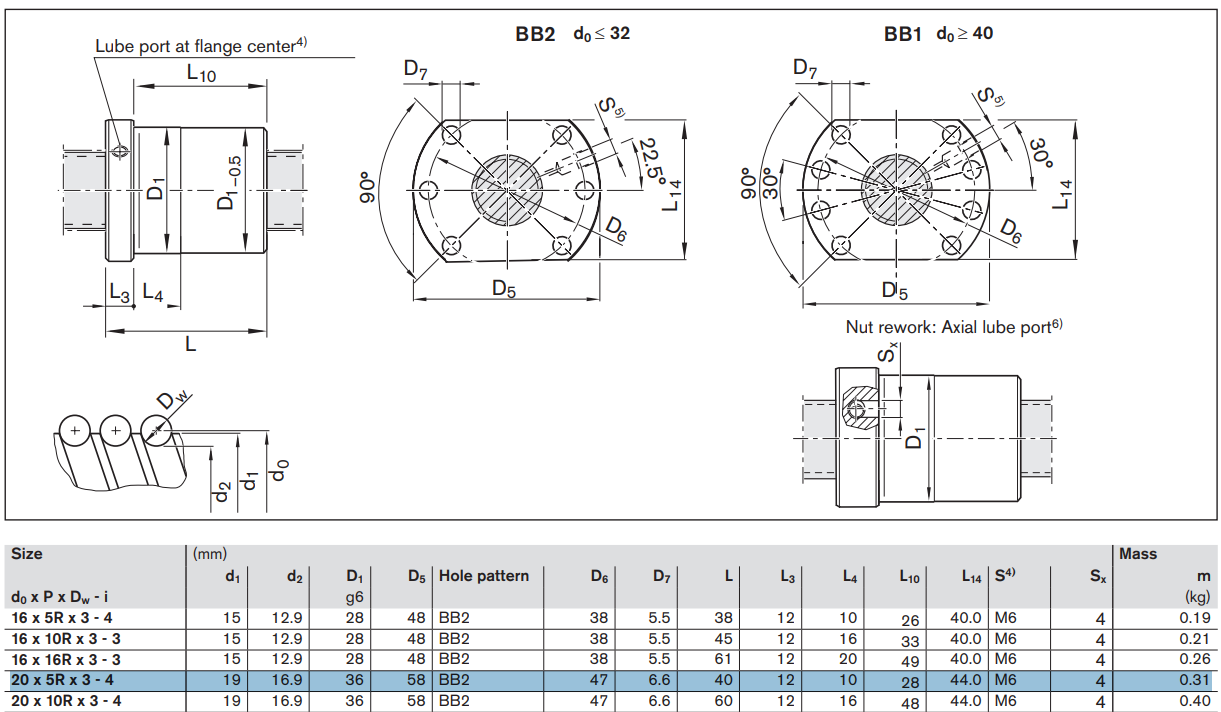 BB2 d0 ≤ 32
BB1 d0 ≥ 40
Lube port at flange center4)
L10
D1
D1−0.5
L3
L4
L
D7
S 5)
90°
22.5°
L14
D6
D5
D7
S5)
90°
30°
30°
L14
D6
D5
Nut rework: Axial lube port6)
Sx
D1
Dw
d2
d1
d0
Size (mm) Mass
d1 d2 D1 D5 Hole pattern D6 D7 L L3 L4 L10 L14 S4) Sx m
d0 x P x Dw - i g6 (kg)
16 x 5R x 3 - 4 15 12.9 28 48 BB2 38 5.5 38 12 10 26 40.0 M6 4 0.19
16 x 10R x 3 - 3 15 12.9 28 48 BB2 38 5.5 45 12 16 33 40.0 M6 4 0.21
16 x 16R x 3 - 3 15 12.9 28 48 BB2 38 5.5 61 12 20 49 40.0 M6 4 0.26
20 x 5R x 3 - 4 19 16.9 36 58 BB2 47 6.6 40 12 10 28 44.0 M6 4 0.31
20 x 10R x 3 - 4 19 16.9 36 58 BB2 47 6.6 60 12 16 48 44.0 M6 4 0.40